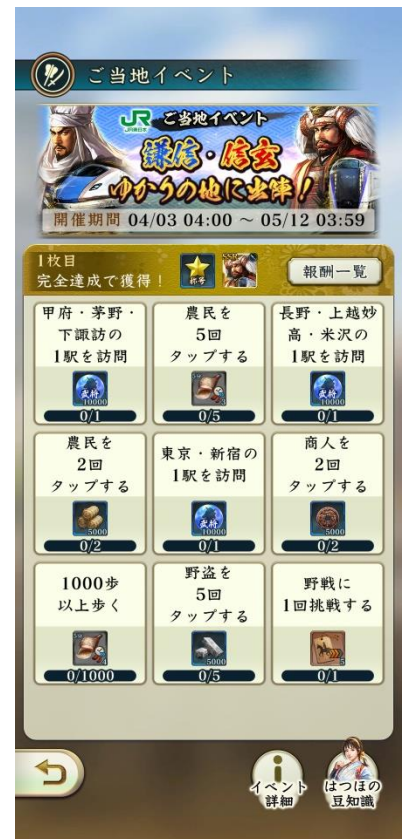 ご当地イベント
JR
JR東日本
ご当地イベント
謙信・信玄
ゆかりの地に出陣!
開催期間 04/03 04:00 ~ 05/12 03:59
1枚目
完全達成で獲得!
称号
SSR
報酬一覧
甲府・茅野・
下諏訪の
1駅を訪問
武将
10000
0/1
農民を
5回
タップする
4
0/5
長野・上越妙
高・米沢の
1駅を訪問
武将
10000
0/1
農民を
2回
タップする
5000
0/2
東京・新宿の
1駅を訪問
武将
10000
0/1
商人を
2回
タップする
5000
0/2
1000歩
以上歩く
4
0/1000
野盗を
5回
タップする
5000
0/5
野戦に
1回挑戦する
5
0/1
イベント
詳細
はつほの
豆知識